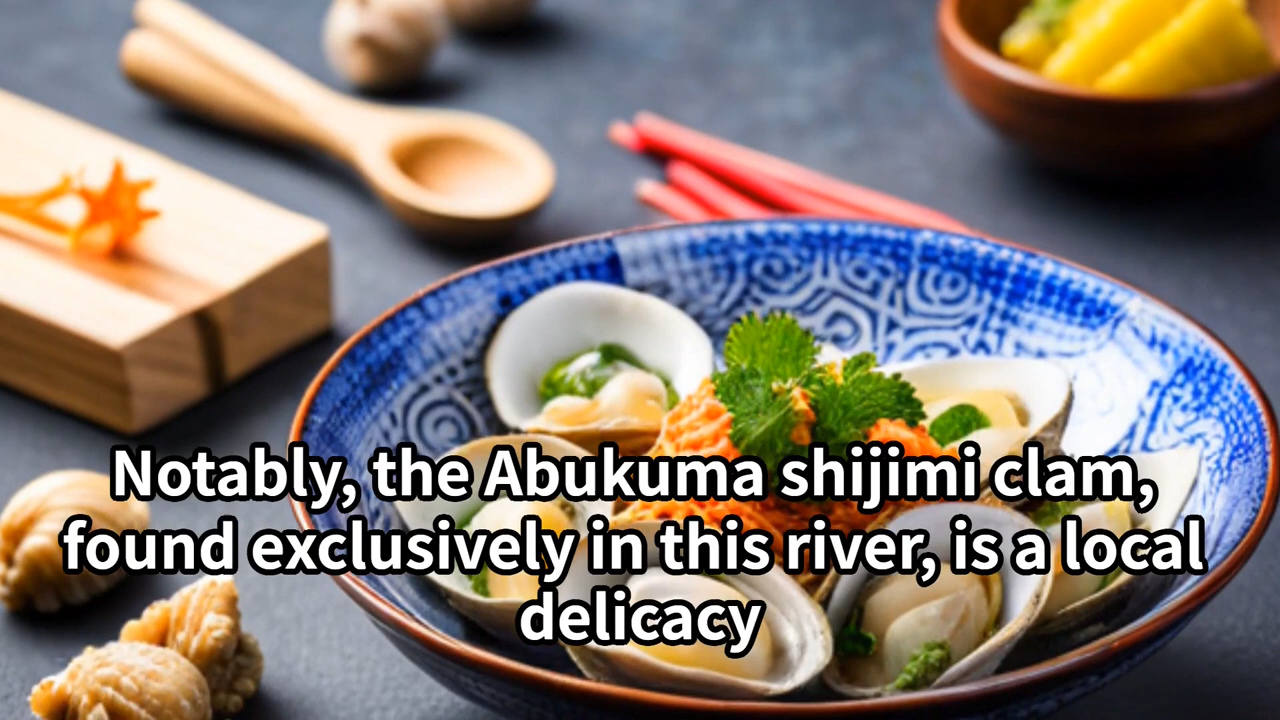 Notably, the Abukuma shijimi clam,
found exclusively in this river, is a local
delicacy